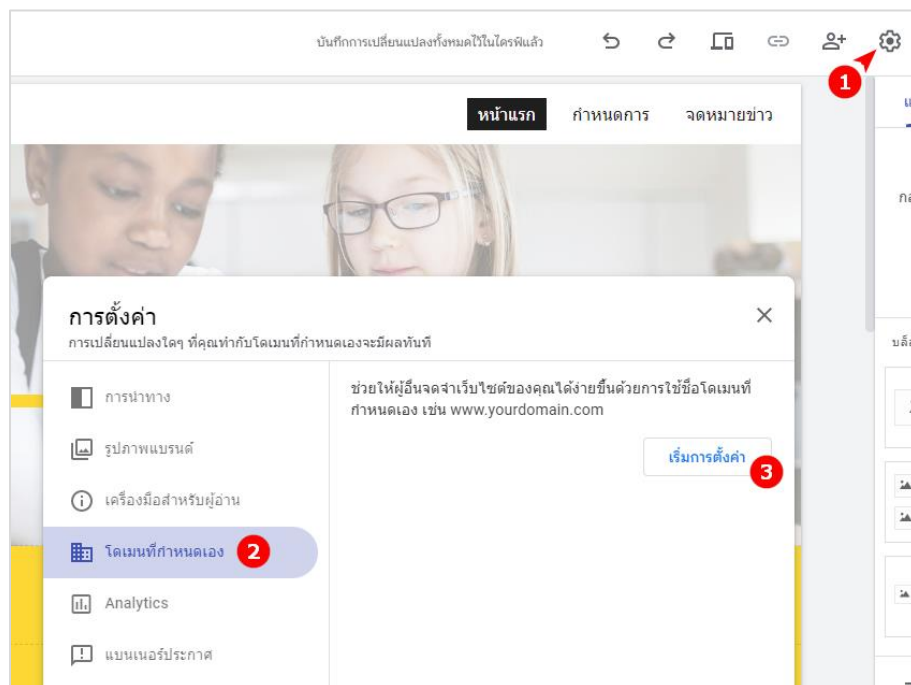 บันทึกการเปลี่ยนแปลงทั้งหมดไว้ในไดรฟ์แล้ว
1
หน้าแรก กำหนดการ จดหมายข่าว
การตั้งค่า
การเปลี่ยนแปลงใดๆ ที่คุณทำกับโดเมนที่กำหนดเองจะมีผลทันที
การนำทาง
รูปภาพแบรนด์
เครื่องมือสำหรับผู้อ่าน
โดเมนที่กำหนดเอง 2
Analytics
แบนเนอร์ประกาศ
ช่วยให้ผู้อื่นจดจำเว็บไซต์ของคุณได้ง่ายขึ้นด้วยการใช้ชื่อโดเมนที่
กำหนดเอง เช่น www.yourdomain.com
เริ่มการตั้งค่า 3